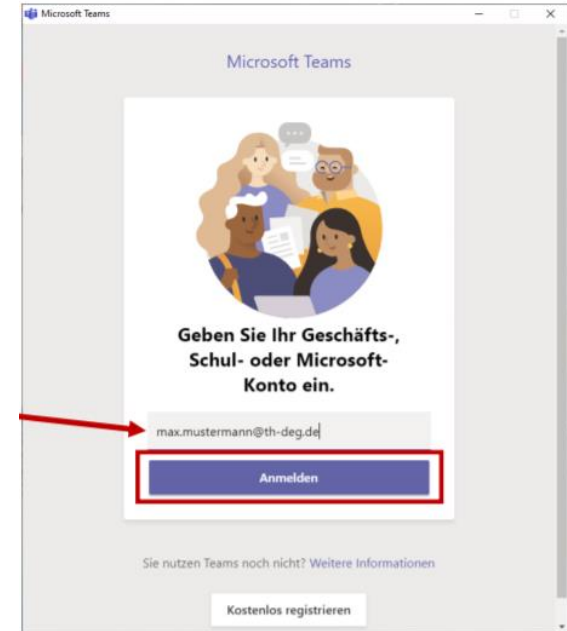 Microsoft Teams
Microsoft Teams
Geben Sie Ihr Geschäfts-,
Schul- oder Microsoft-
Konto ein.
max.mustermann@th-deg.de
Anmelden
Sie nutzen Teams noch nicht? Weitere Informationen
Kostenlos registrieren